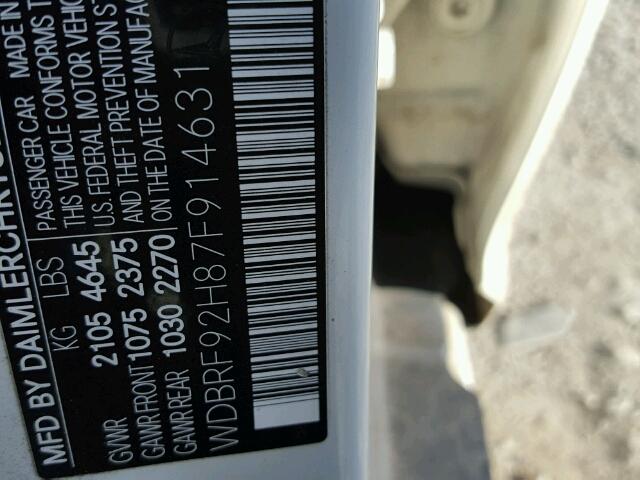 MFD BY DAIMLERCHRYS
KG LBS
GVWR 2105 4645
GAWR FRONT 1075 2375
GAWR REAR 1030 2270
PASSENGER CAR MADE IN
THIS VEHICLE CONFORMS T
U.S. FEDERAL MOTOR VEHIC
AND THEFT PREVENTION S
ON THE DATE OF MANUFAC
WDBRF92H87F914631